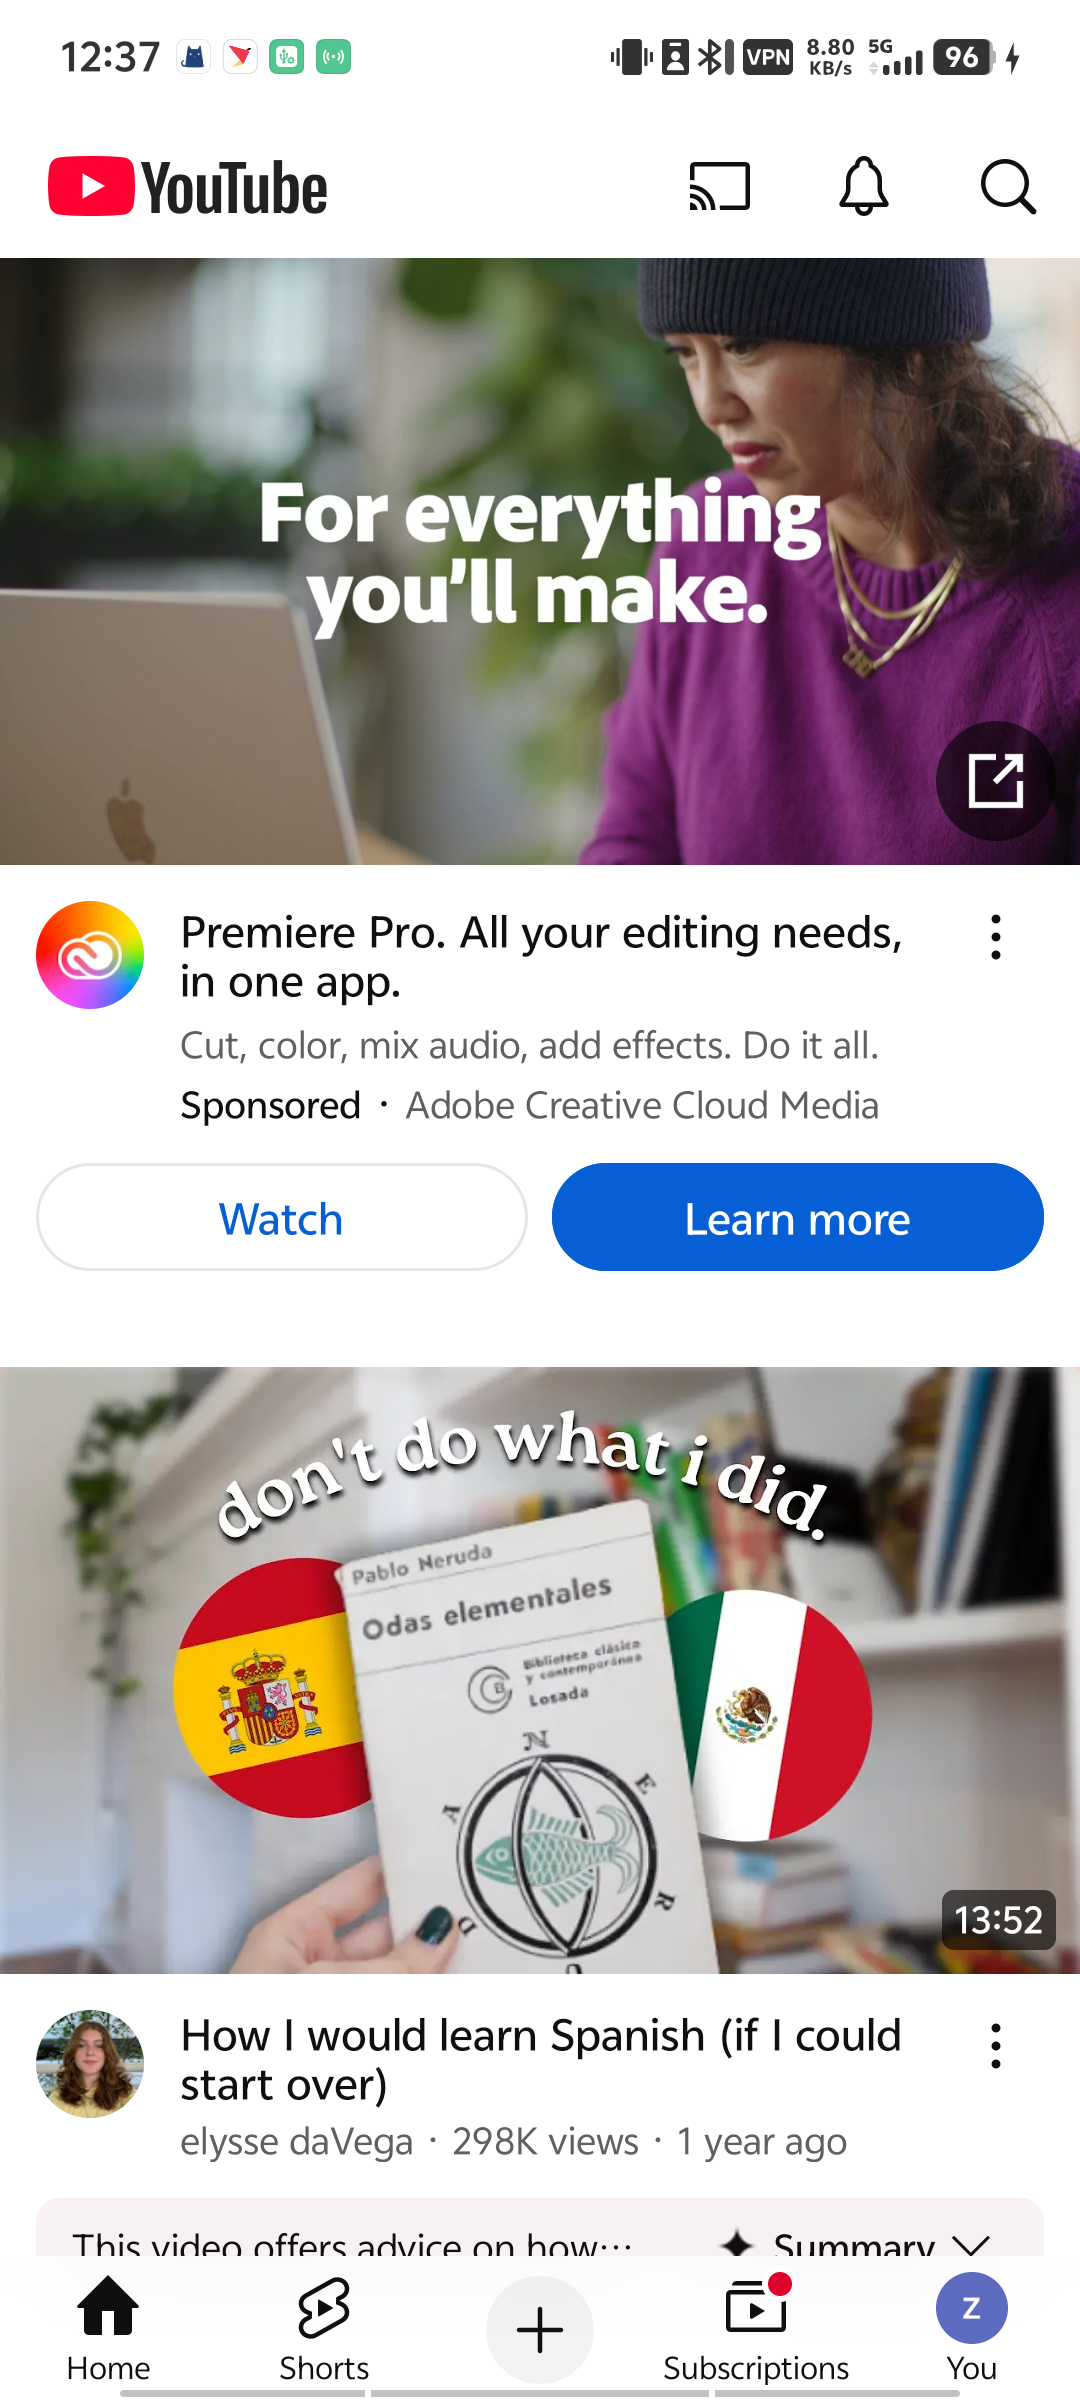 12:37
VPN
8.80
KB/s
5G
96
YouTube
For everything
you'll make.
Premiere Pro. All your editing needs,
in one app.
Cut, color, mix audio, add effects. Do it all.
Sponsored · Adobe Creative Cloud Media
Watch
Learn more
don't do what i did.
Pablo Neruda
Odas elementales
Biblioteca clásica
y contemporánea
Losada
N E R U D A
13:52
How I would learn Spanish (if I could
start over)
elysse daVega · 298K views · 1 year ago
This video offers advice on how...
Summary
Z
Home
Shorts
Subscriptions
You